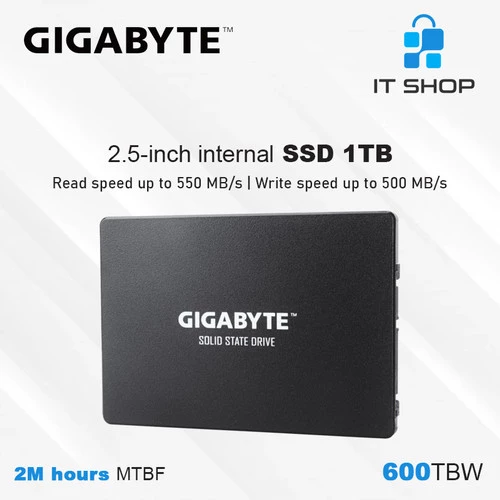 GIGABYTE™
IT SHOP
2.5-inch internal SSD 1TB
Read speed up to 550 MB/s | Write speed up to 500 MB/s
GIGABYTE™
SOLID STATE DRIVE
2M hours MTBF
600TBW